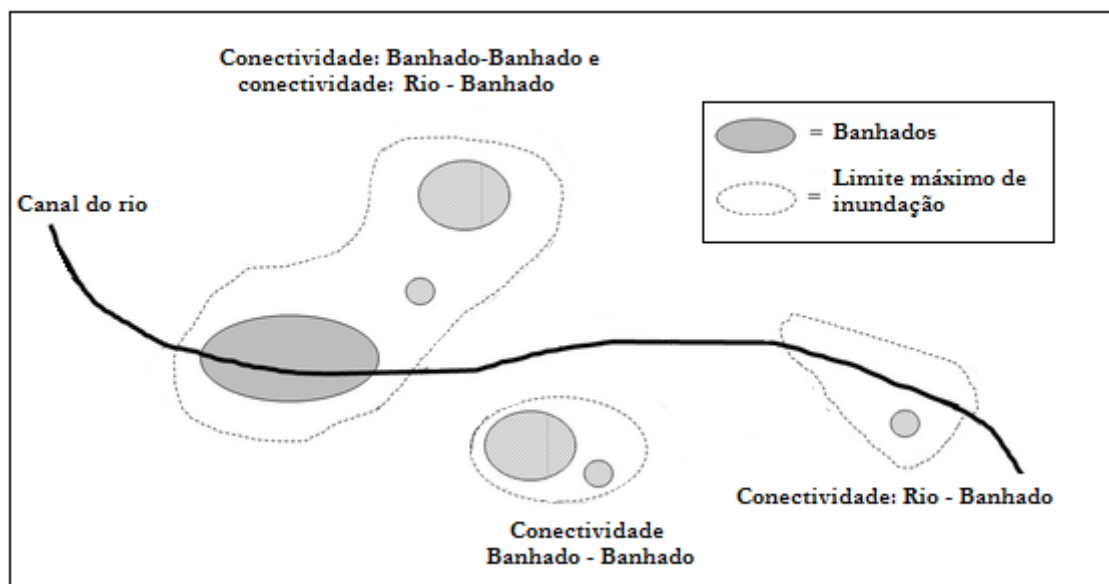 Conectividade: Banhado-Banhado e
conectividade: Rio - Banhado
= Banhados
= Limite máximo de
inundação
Canal do rio
Conectividade: Rio - Banhado
Conectividade
Banhado - Banhado